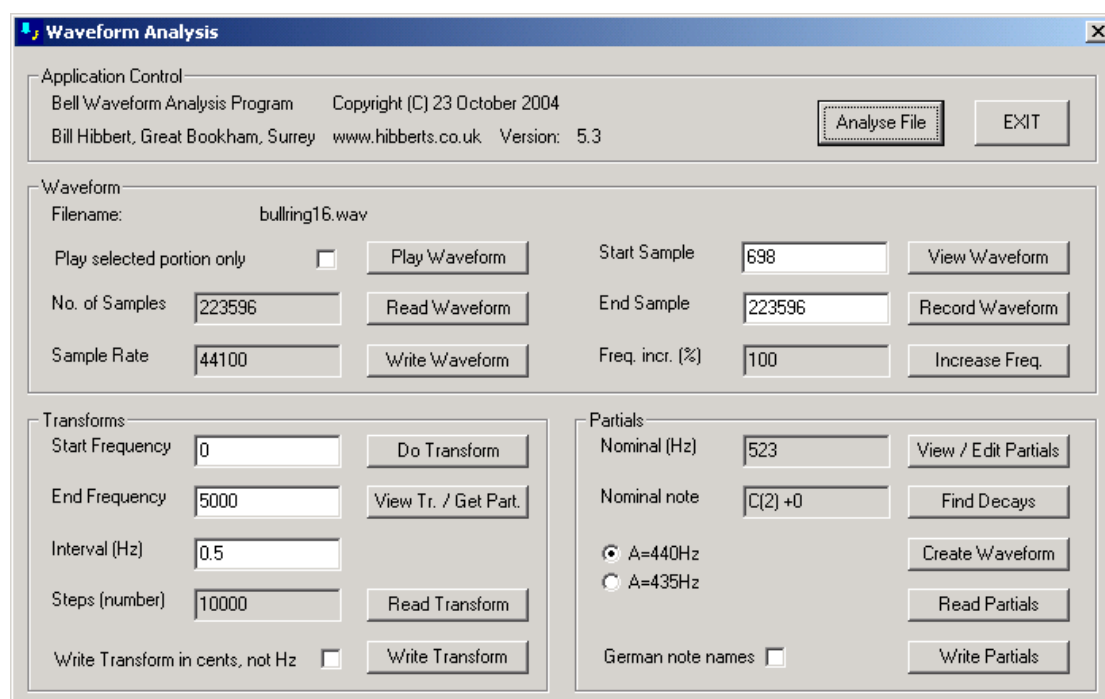 Waveform Analysis
Application Control
Bell Waveform Analysis Program Copyright (C) 23 October 2004
Bill Hibbert, Great Bookham, Surrey www.hibberts.co.uk Version: 5.3
Analyse File EXIT
Waveform
Filename: bullring16.wav
Play selected portion only Play Waveform Start Sample 698 View Waveform
No. of Samples 223596 Read Waveform End Sample 223596 Record Waveform
Sample Rate 44100 Write Waveform Freq. incr. (%) 100 Increase Freq.
Transforms
Start Frequency 0 Do Transform
End Frequency 5000 View Tr. / Get Part.
Interval (Hz) 0.5
Steps (number) 10000 Read Transform
Write Transform in cents, not Hz Write Transform
Partials
Nominal (Hz) 523 View / Edit Partials
Nominal note C(2) +0 Find Decays
A=440Hz Create Waveform
A=435Hz
Read Partials
German note names Write Partials